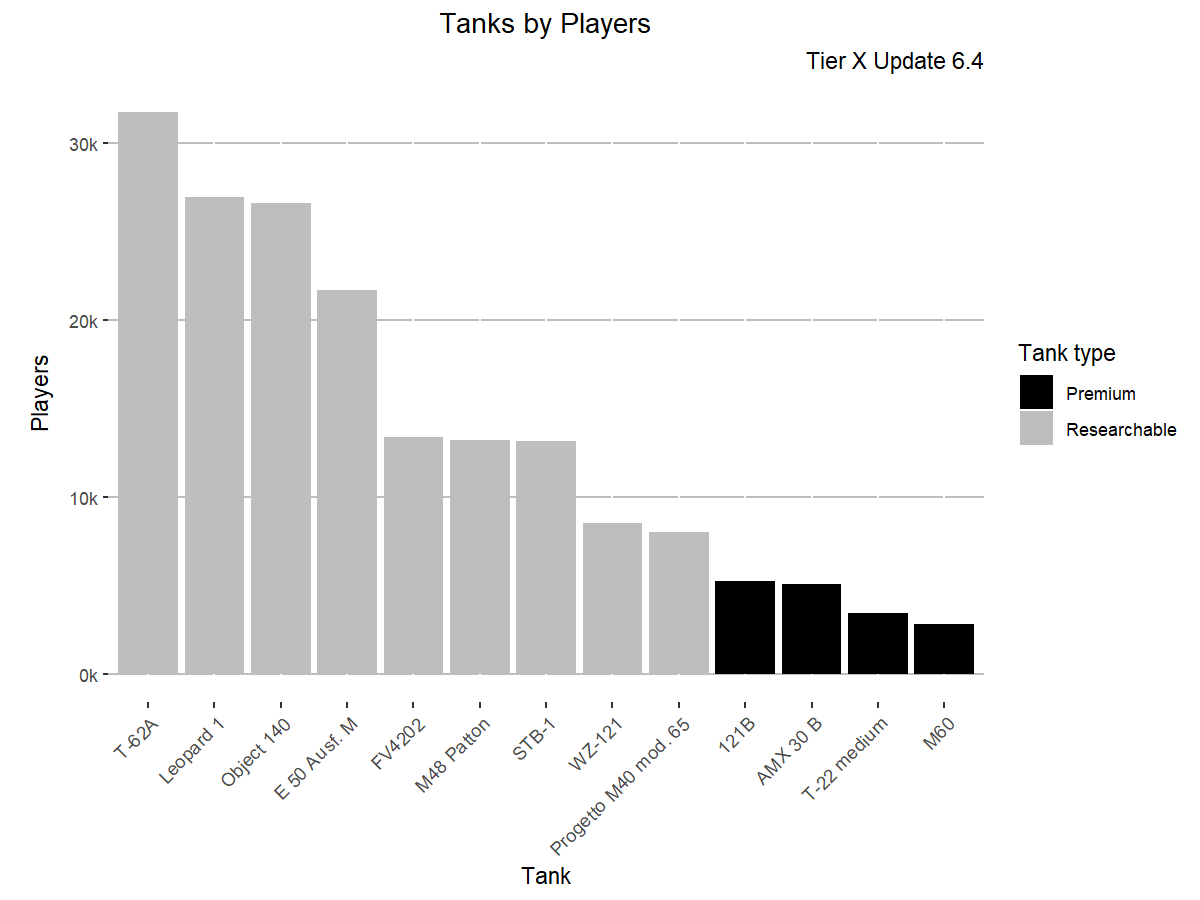 Tanks by Players
Tier X Update 6.4
Players
30k
20k
10k
0k
T-62A
Leopard 1
Object 140
E 50 Ausf. M
FV4202
M48 Patton
STB-1
WZ-121
Progetto M40 mod. 65
121B
AMX 30 B
T-22 medium
M60
Tank
Tank type
Premium
Researchable